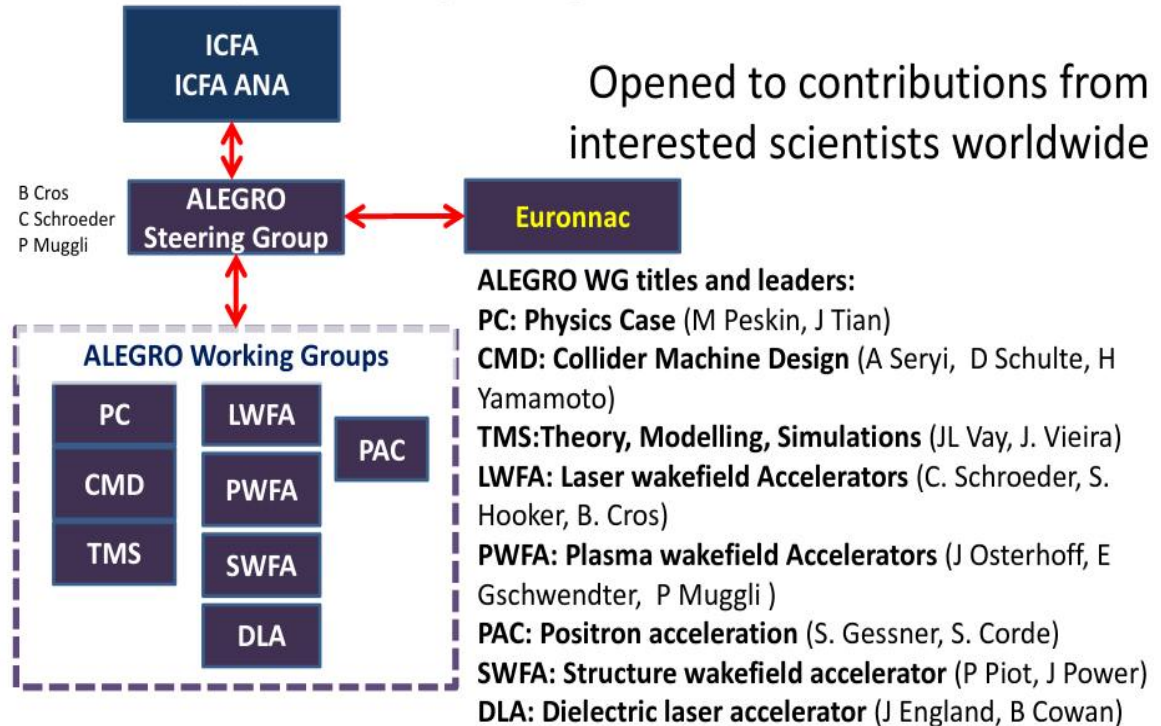 ICFA
ICFA ANA
Opened to contributions from
interested scientists worldwide
B Cros
C Schroeder
P Muggli
ALEGRO
Steering Group
Euronnac
ALEGRO Working Groups
PC
CMD
TMS
LWFA
PWFA
SWFA
DLA
PAC
ALEGRO WG titles and leaders:
PC: Physics Case (M Peskin, J Tian)
CMD: Collider Machine Design (A Seryi, D Schulte, H
Yamamoto)
TMS:Theory, Modelling, Simulations (JL Vay, J. Vieira)
LWFA: Laser wakefield Accelerators (C. Schroeder, S.
Hooker, B. Cros)
PWFA: Plasma wakefield Accelerators (J Osterhoff, E
Gschwendter, P Muggli )
PAC: Positron acceleration (S. Gessner, S. Corde)
SWFA: Structure wakefield accelerator (P Piot, J Power)
DLA: Dielectric laser accelerator (J England, B Cowan)